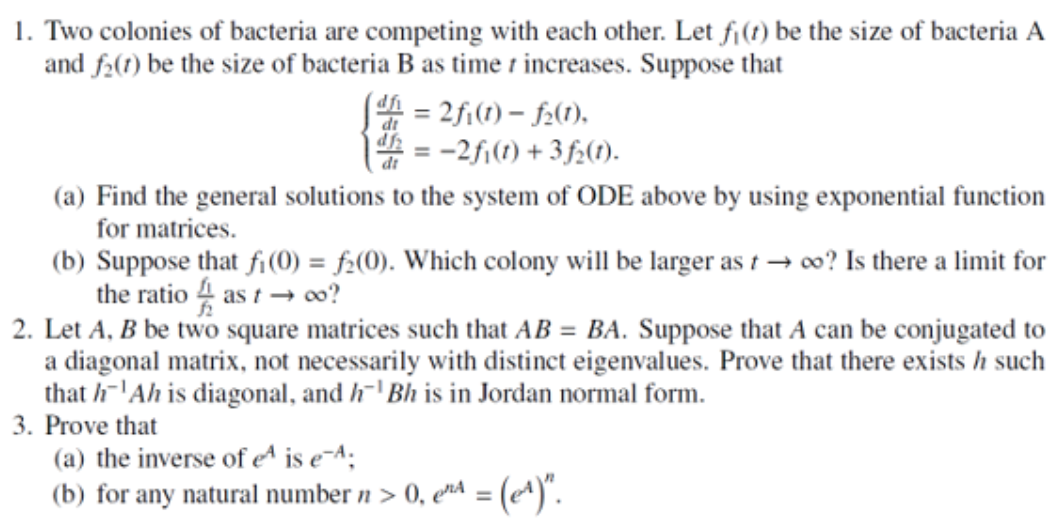 1. Two colonies of bacteria are competing with each other. Let f₁(t) be the size of bacteria A
and f₂(t) be the size of bacteria B as time t increases. Suppose that
{ df₁/dt = 2f₁(t) − f₂(t),
df₂/dt = −2f₁(t) + 3f₂(t).
(a) Find the general solutions to the system of ODE above by using exponential function
for matrices.
(b) Suppose that f₁(0) = f₂(0). Which colony will be larger as t → ∞? Is there a limit for
the ratio f₁/f₂ as t → ∞?
2. Let A, B be two square matrices such that AB = BA. Suppose that A can be conjugated to
a diagonal matrix, not necessarily with distinct eigenvalues. Prove that there exists h such
that h⁻¹Ah is diagonal, and h⁻¹Bh is in Jordan normal form.
3. Prove that
(a) the inverse of eᴬ is e⁻ᴬ;
(b) for any natural number n > 0, eⁿᴬ = (eᴬ)ⁿ.